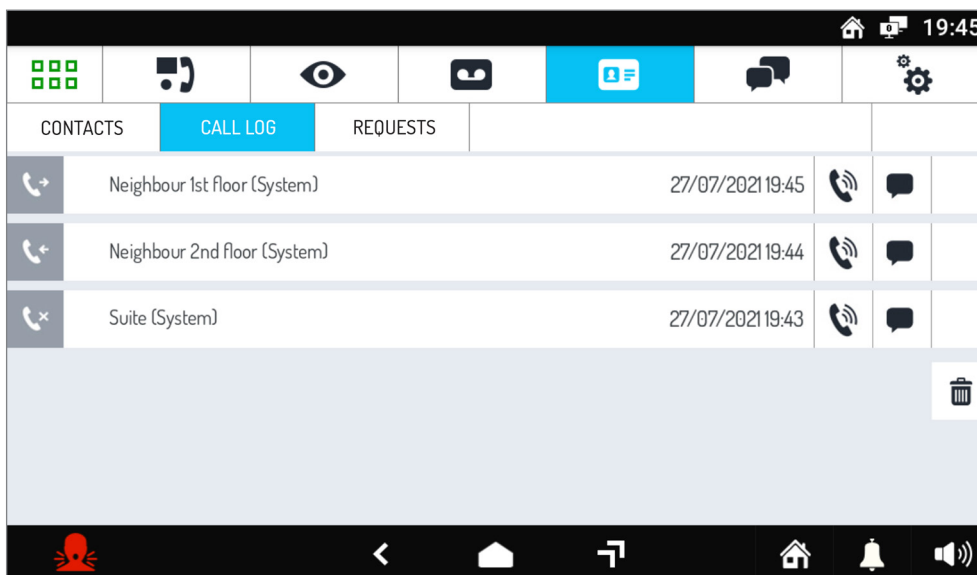 19:45
CONTACTS CALL LOG REQUESTS
Neighbour 1st floor (System) 27/07/2021 19:45
Neighbour 2nd floor (System) 27/07/2021 19:44
Suite (System) 27/07/2021 19:43